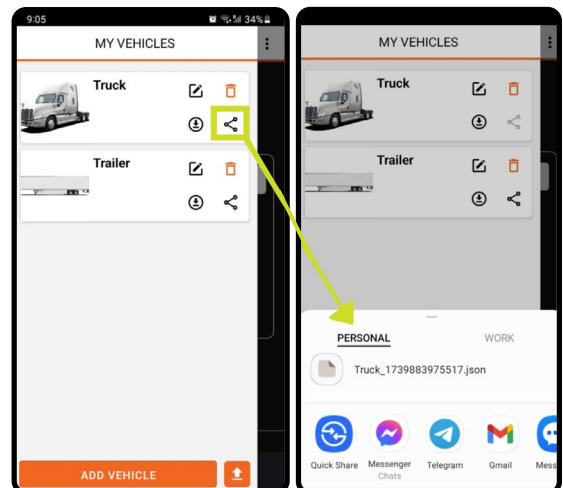 9:05
34%
MY VEHICLES
Truck
Trailer
ADD VEHICLE
MY VEHICLES
Truck
Trailer
PERSONAL
WORK
Truck_1739883975517.json
Quick Share
Messenger
Chats
Telegram
Gmail
Mess